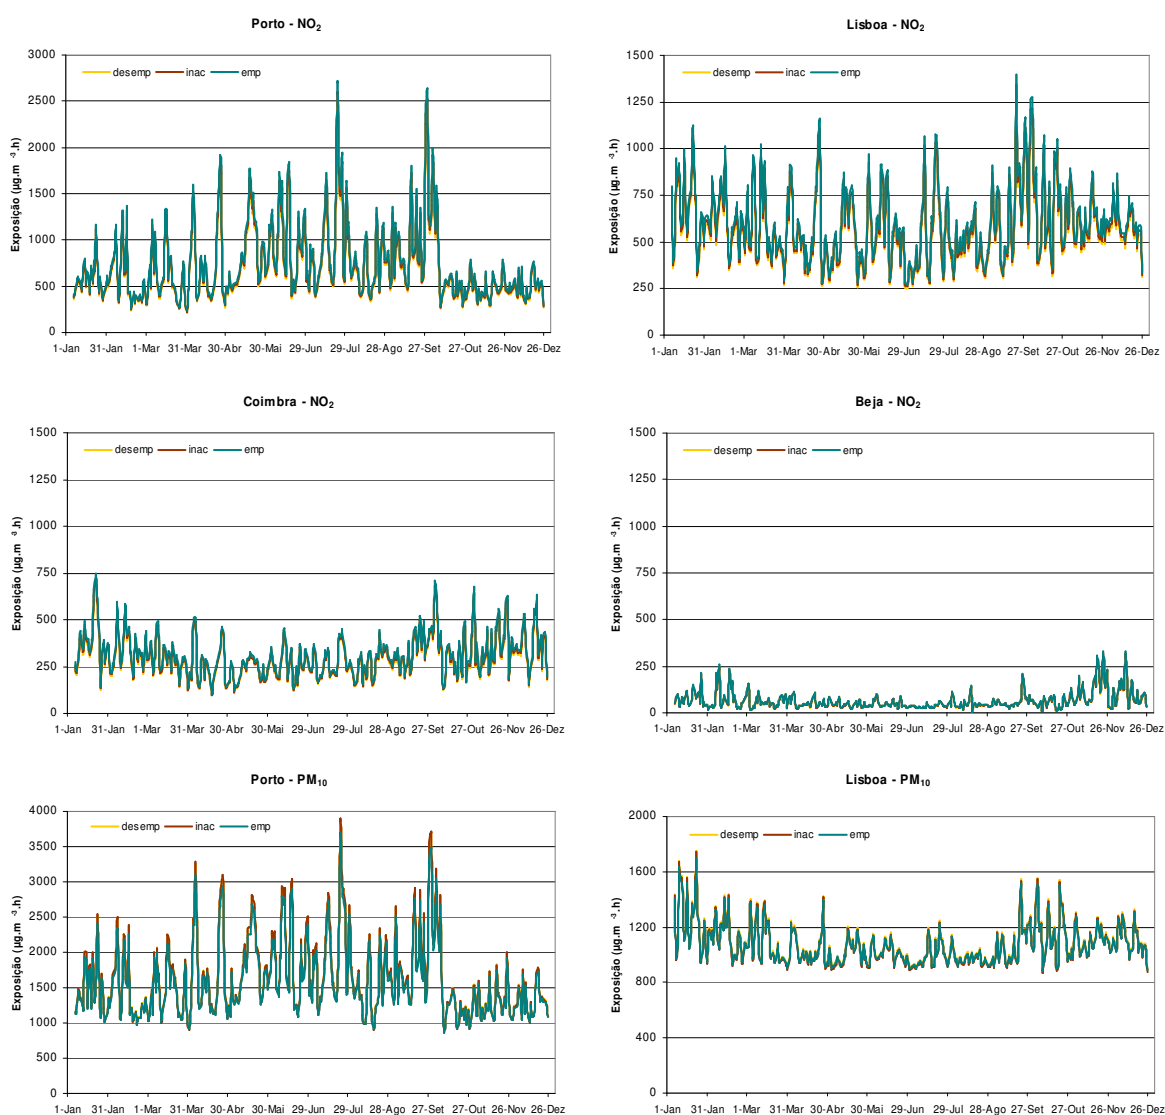 Porto - NO₂
3000
2500
2000
1500
1000
500
0
Exposição (µg.m⁻³.h)
desemp inac emp
1-Jan 31-Jan 1-Mar 31-Mar 30-Abr 30-Mai 29-Jun 29-Jul 28-Ago 27-Set 27-Out 26-Nov 26-Dez
Lisboa - NO₂
1500
1250
1000
750
500
250
0
Exposição (µg.m⁻³.h)
desemp inac emp
1-Jan 31-Jan 1-Mar 31-Mar 30-Abr 30-Mai 29-Jun 29-Jul 28-Ago 27-Set 27-Out 26-Nov 26-Dez
Coimbra - NO₂
1500
1250
1000
750
500
250
0
Exposição (µg.m⁻³.h)
desemp inac emp
1-Jan 31-Jan 1-Mar 31-Mar 30-Abr 30-Mai 29-Jun 29-Jul 28-Ago 27-Set 27-Out 26-Nov 26-Dez
Beja - NO₂
1500
1250
1000
750
500
250
0
Exposição (µg.m⁻³.h)
desemp inac emp
1-Jan 31-Jan 1-Mar 31-Mar 30-Abr 30-Mai 29-Jun 29-Jul 28-Ago 27-Set 27-Out 26-Nov 26-Dez
Porto - PM₁₀
4000
3500
3000
2500
2000
1500
1000
500
0
Exposição (µg.m⁻³.h)
desemp inac emp
1-Jan 31-Jan 1-Mar 31-Mar 30-Abr 30-Mai 29-Jun 29-Jul 28-Ago 27-Set 27-Out 26-Nov 26-Dez
Lisboa - PM₁₀
2000
1600
1200
800
400
0
Exposição (µg.m⁻³.h)
desemp inac emp
1-Jan 31-Jan 1-Mar 31-Mar 30-Abr 30-Mai 29-Jun 29-Jul 28-Ago 27-Set 27-Out 26-Nov 26-Dez